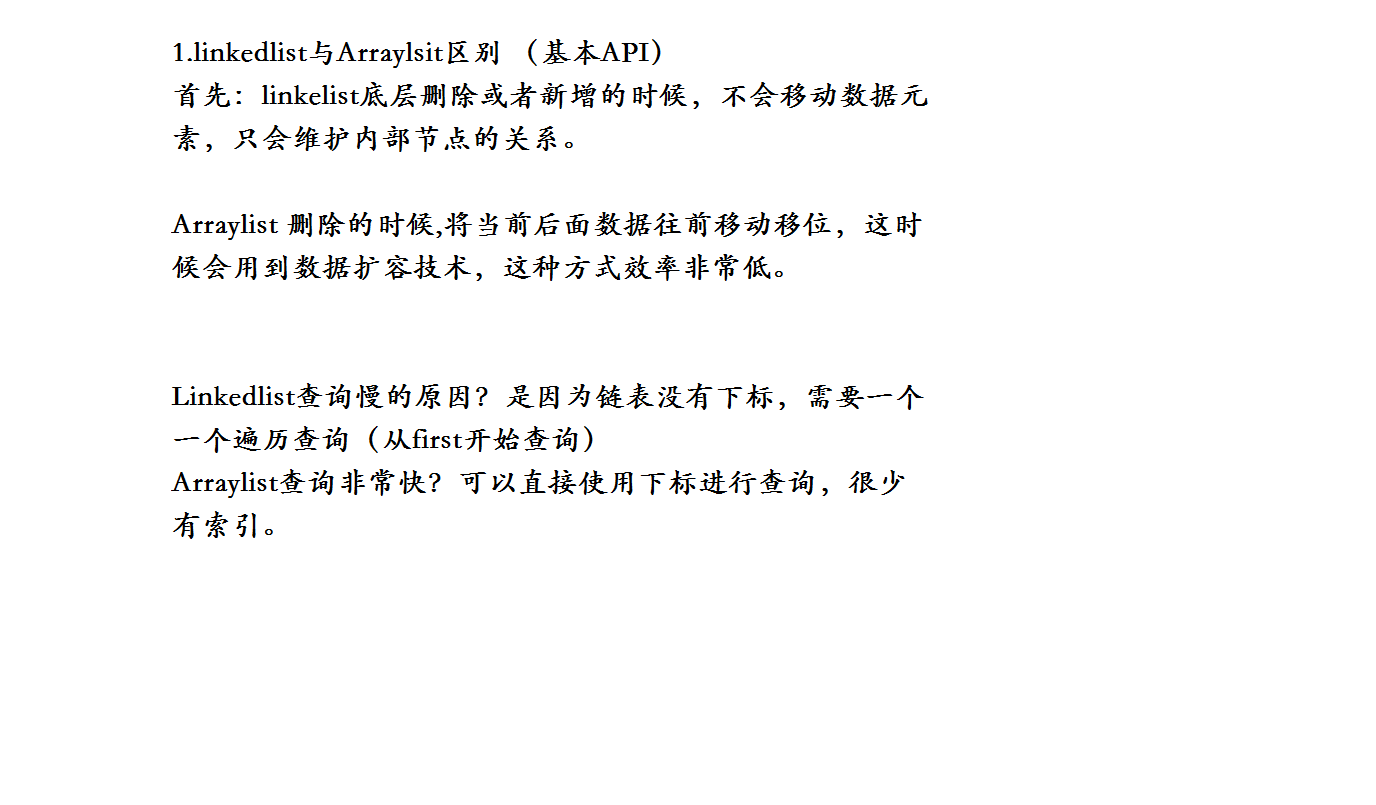 1.linkedlist与Arraylsit区别 （基本API）
首先：linkelist底层删除或者新增的时候，不会移动数据元
素，只会维护内部节点的关系。
Arraylist 删除的时候,将当前后面数据往前移动移位，这时
候会用到数据扩容技术，这种方式效率非常低。
Linkedlist查询慢的原因？是因为链表没有下标，需要一个
一个遍历查询（从first开始查询）
Arraylist查询非常快？可以直接使用下标进行查询，很少
有索引。